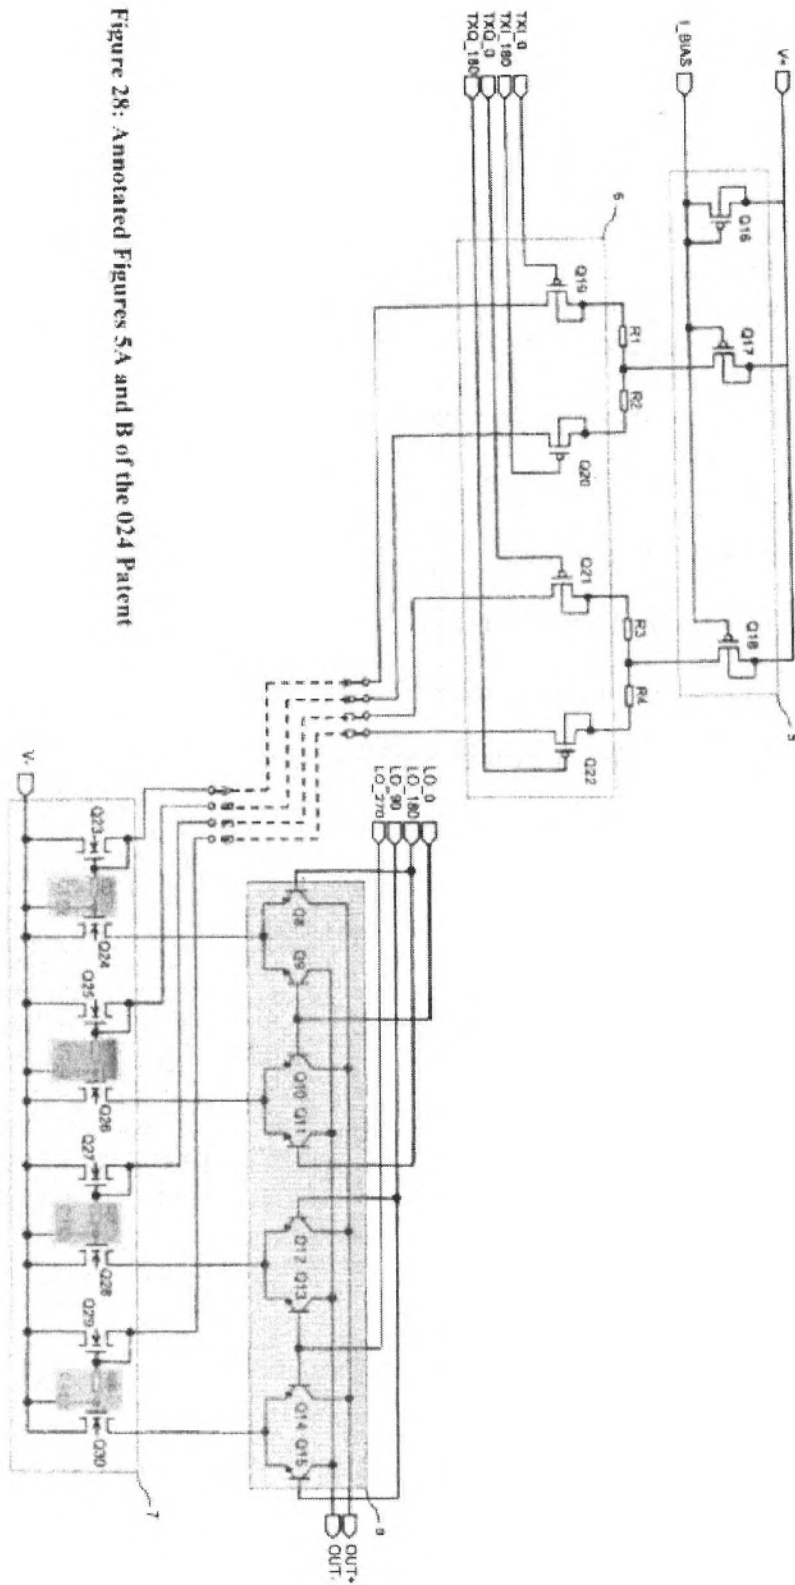 V+
I_BIAS
TXI_0
TXI_180
TXQ_0
TXQ_180
Q16
Q17
Q18
5
6
Q19
R1
R2
Q20
Q21
R3
R4
Q22
LO_0
LO_180
LO_90
LO_270
Q8
Q9
Q10
Q11
Q12
Q13
Q14
Q15
8
OUT+
OUT-
V-
Q23
Q24
Q25
Q26
Q27
Q28
Q29
Q30
7
Figure 28: Annotated Figures 5A and B of the 024 Patent